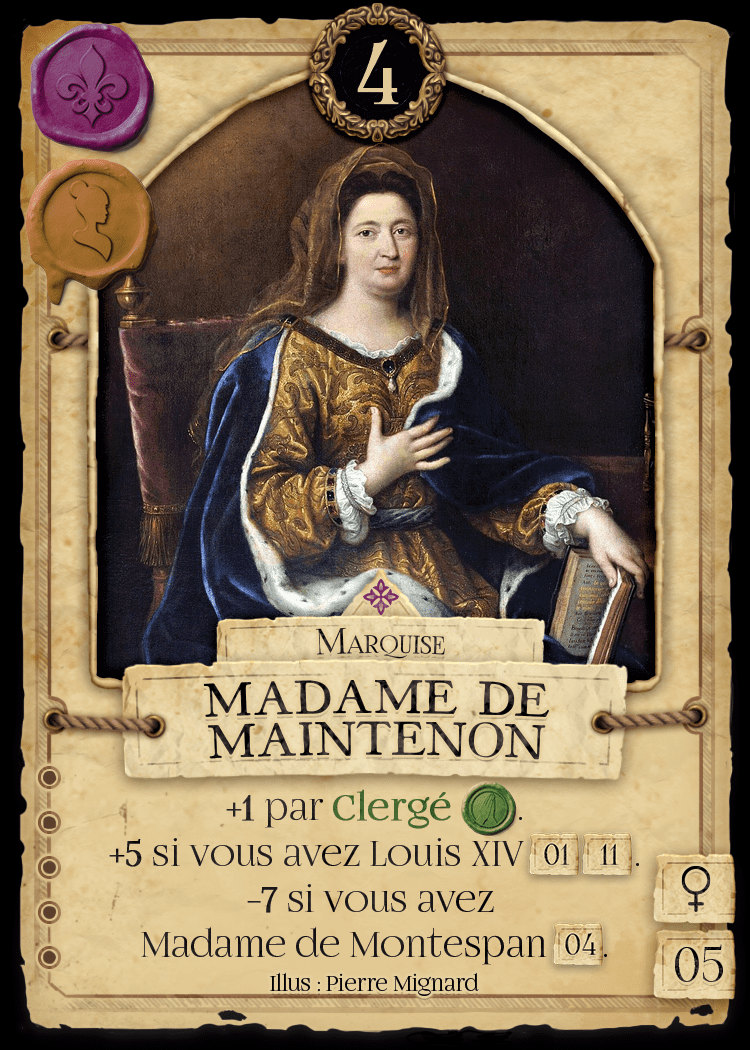 4
MARQUISE
MADAME DE
MAINTENON
+1 par Clergé .
+5 si vous avez Louis XIV 01 11 .
-7 si vous avez
Madame de Montespan 04 .
Illus : Pierre Mignard
♀
05